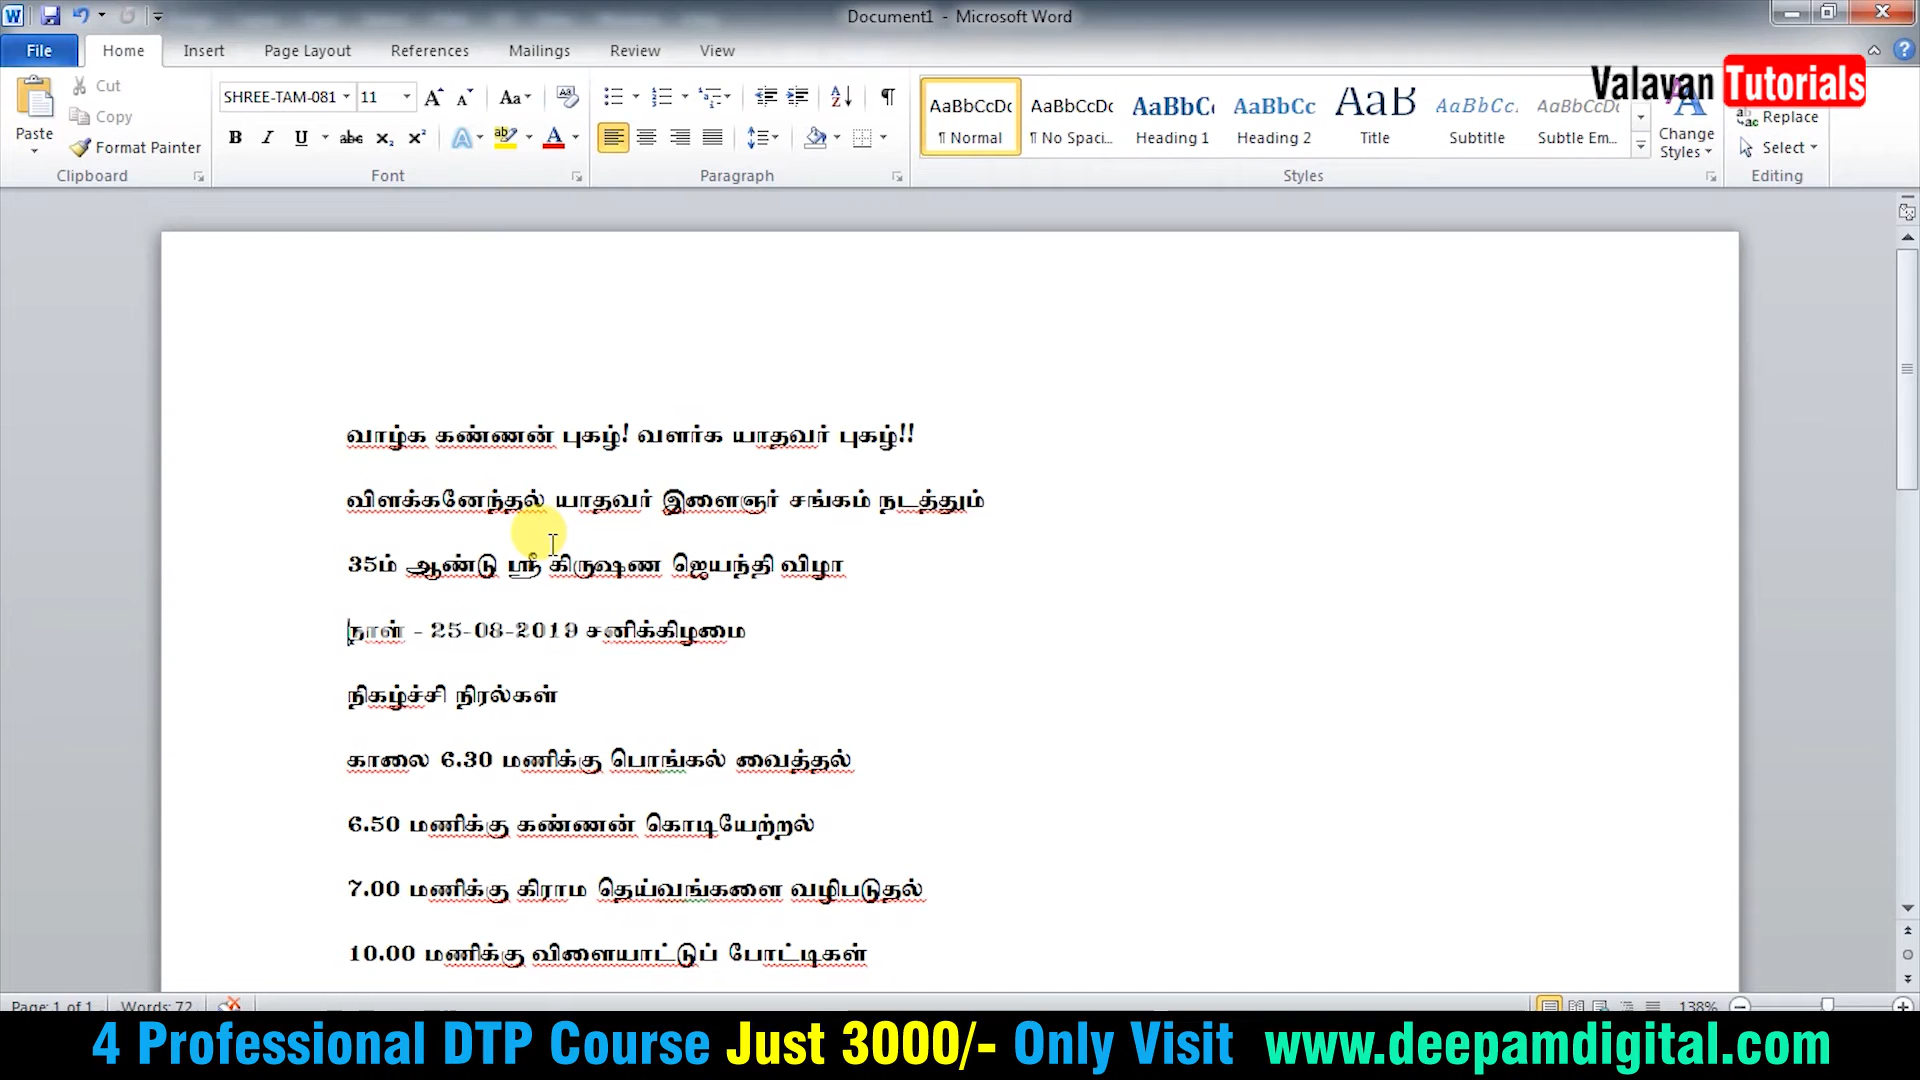 Document1 - Microsoft Word
File Home Insert Page Layout References Mailings Review View
Valavan Tutorials
Paste
Cut
Copy
Format Painter
Clipboard
SHREE-TAM-081 11
Font
Paragraph
AaBbCcDc AaBbCcDc AaBbC AaBbCc AaB AaBbCc. AaBbCcDc
¶ Normal ¶ No Spaci... Heading 1 Heading 2 Title Subtitle Subtle Em...
Styles
Change Styles
Replace
Select
Editing
வாழ்க கண்ணன் புகழ்! வளர்க யாதவர் புகழ்!!
விளக்கனேந்தல் யாதவர் இளைஞர் சங்கம் நடத்தும்
35ம் ஆண்டு ஸ்ரீ கிருஷண ஜெயந்தி விழா
நாள் - 25-08-2019 சனிக்கிழமை
நிகழ்ச்சி நிரல்கள்
காலை 6.30 மணிக்கு பொங்கல் வைத்தல்
6.50 மணிக்கு கண்ணன் கொடியேற்றல்
7.00 மணிக்கு கிராம தெய்வங்களை வழிபடுதல்
10.00 மணிக்கு விளையாட்டுப் போட்டிகள்
Page: 1 of 1 Words: 72 138%
4 Professional DTP Course Just 3000/- Only Visit www.deepamdigital.com